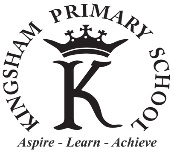 KINGSHAM PRIMARY SCHOOL
K
Aspire - Learn - Achieve